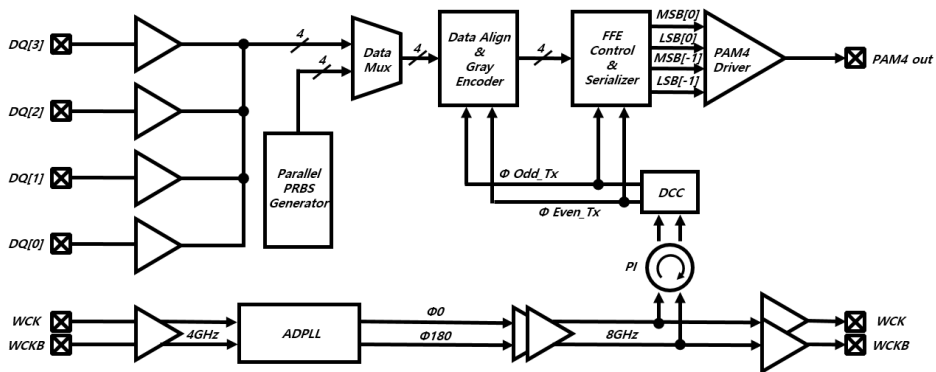 MSB[0]
LSB[0]
MSB[-1]
LSB[-1]
DQ[3]
4
4
Data
Mux
4
Data Align
&
Gray
Encoder
4
FFE
Control
&
Serializer
PAM4
Driver
PAM4 out
DQ[2]
DQ[1]
Parallel
PRBS
Generator
Φ Odd_Tx
DCC
Φ Even_Tx
DQ[0]
PI
WCK
WCKB
4GHz
ADPLL
Φ0
Φ180
8GHz
WCK
WCKB